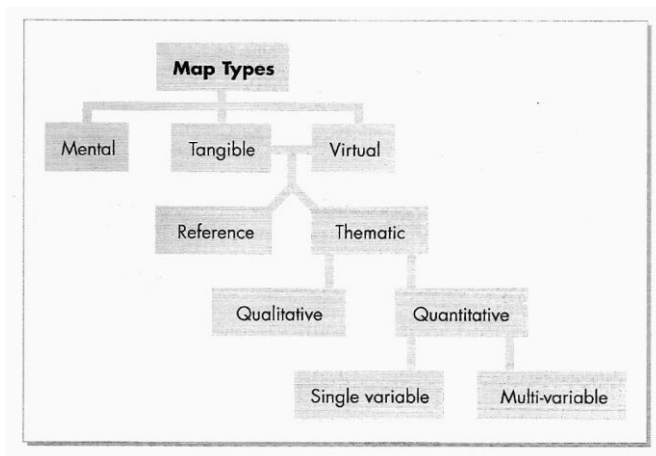 Map Types
Mental
Tangible
Virtual
Reference
Thematic
Qualitative
Quantitative
Single variable
Multi-variable